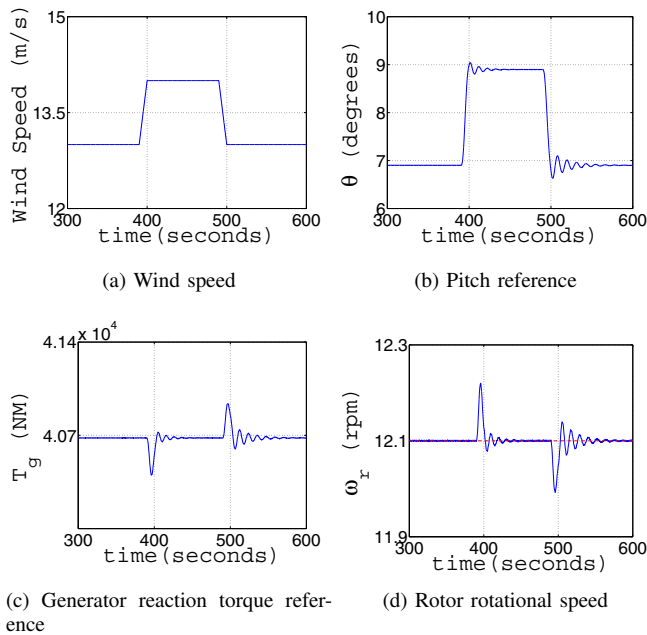 15
Wind Speed (m/s)
13.5
12
300 400 500 600
time(seconds)
(a) Wind speed
10
θ (degrees)
9
8
7
6
300 400 500 600
time(seconds)
(b) Pitch reference
4.14 x 10⁴
T_g (NM)
4.07
4
300 400 500 600
time(seconds)
(c) Generator reaction torque refer-
ence
12.3
ω_r (rpm)
12.1
11.9
300 400 500 600
time(seconds)
(d) Rotor rotational speed